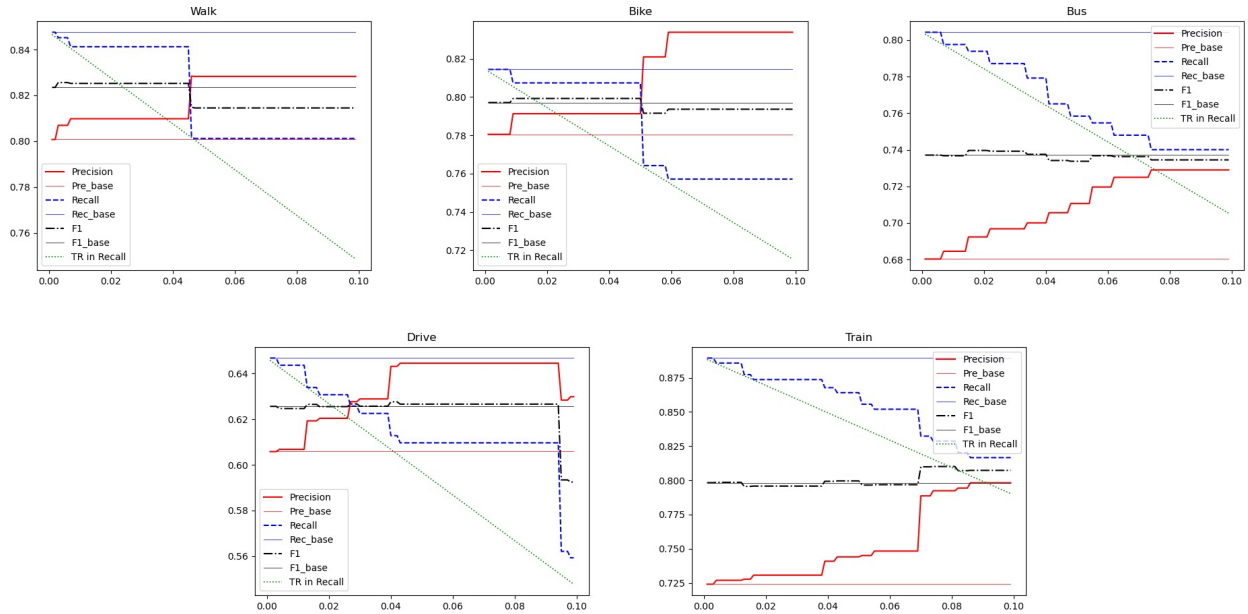 Walk
0.84
0.82
0.80
0.78
0.76
0.00 0.02 0.04 0.06 0.08 0.10
Precision
Pre_base
Recall
Rec_base
F1
F1_base
TR in Recall
Bike
0.82
0.80
0.78
0.76
0.74
0.72
0.00 0.02 0.04 0.06 0.08 0.10
Precision
Pre_base
Recall
Rec_base
F1
F1_base
TR in Recall
Bus
0.80
0.78
0.76
0.74
0.72
0.70
0.68
0.00 0.02 0.04 0.06 0.08 0.10
Precision
Pre_base
Recall
Rec_base
F1
F1_base
TR in Recall
Drive
0.64
0.62
0.60
0.58
0.56
0.00 0.02 0.04 0.06 0.08 0.10
Precision
Pre_base
Recall
Rec_base
F1
F1_base
TR in Recall
Train
0.875
0.850
0.825
0.800
0.775
0.750
0.725
0.00 0.02 0.04 0.06 0.08 0.10
Precision
Pre_base
Recall
Rec_base
F1
F1_base
TR in Recall